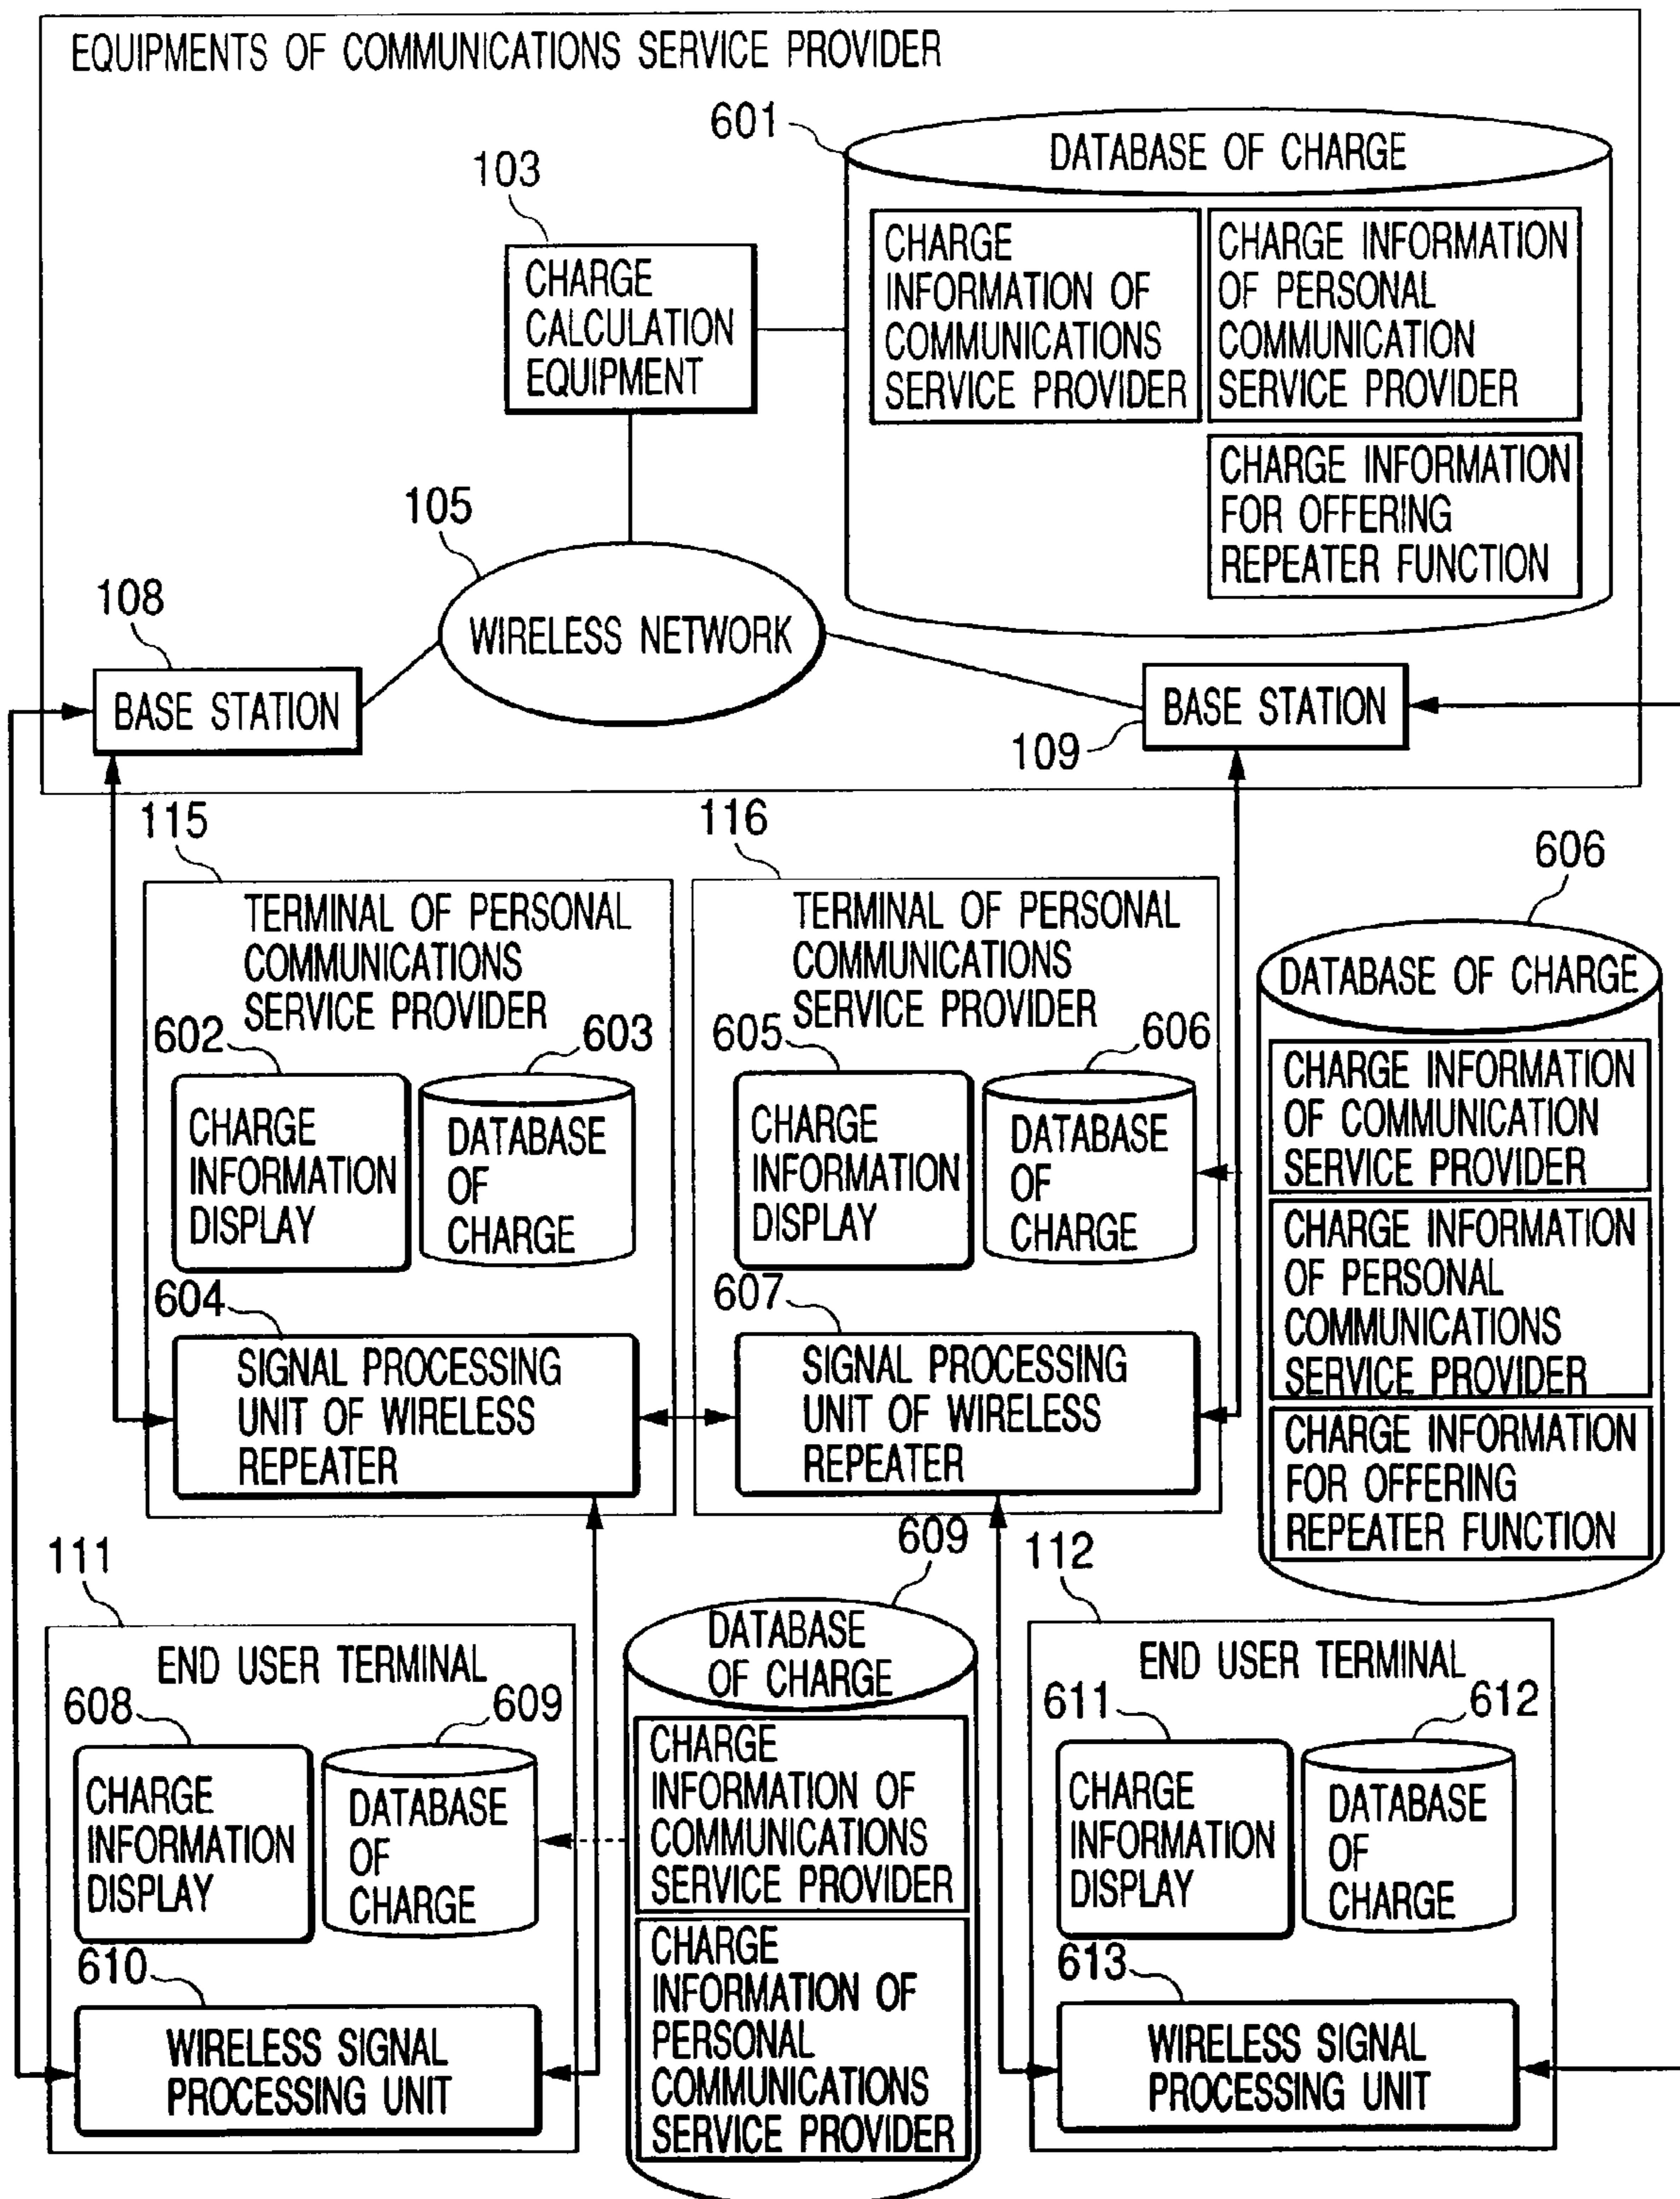 EQUIPMENTS OF COMMUNICATIONS SERVICE PROVIDER
601
DATABASE OF CHARGE
103
CHARGE
CALCULATION
EQUIPMENT
CHARGE
INFORMATION OF
COMMUNICATIONS
SERVICE PROVIDER
CHARGE INFORMATION
OF PERSONAL
COMMUNICATION
SERVICE PROVIDER
CHARGE INFORMATION
FOR OFFERING
REPEATER FUNCTION
105
WIRELESS NETWORK
108
BASE STATION
BASE STATION
109
115
TERMINAL OF PERSONAL
COMMUNICATIONS
SERVICE PROVIDER
602
603
CHARGE
INFORMATION
DISPLAY
DATABASE
OF
CHARGE
604
SIGNAL PROCESSING
UNIT OF WIRELESS
REPEATER
116
TERMINAL OF PERSONAL
COMMUNICATIONS
SERVICE PROVIDER
605
606
CHARGE
INFORMATION
DISPLAY
DATABASE
OF
CHARGE
607
SIGNAL PROCESSING
UNIT OF WIRELESS
REPEATER
606
DATABASE OF CHARGE
CHARGE INFORMATION
OF COMMUNICATION
SERVICE PROVIDER
CHARGE INFORMATION
OF PERSONAL
COMMUNICATIONS
SERVICE PROVIDER
CHARGE INFORMATION
FOR OFFERING
REPEATER FUNCTION
111
END USER TERMINAL
608
609
CHARGE
INFORMATION
DISPLAY
DATABASE
OF
CHARGE
610
WIRELESS SIGNAL
PROCESSING UNIT
609
DATABASE
OF CHARGE
CHARGE
INFORMATION OF
COMMUNICATIONS
SERVICE PROVIDER
CHARGE
INFORMATION OF
PERSONAL
COMMUNICATIONS
SERVICE PROVIDER
112
END USER TERMINAL
611
612
CHARGE
INFORMATION
DISPLAY
DATABASE
OF
CHARGE
613
WIRELESS SIGNAL
PROCESSING UNIT